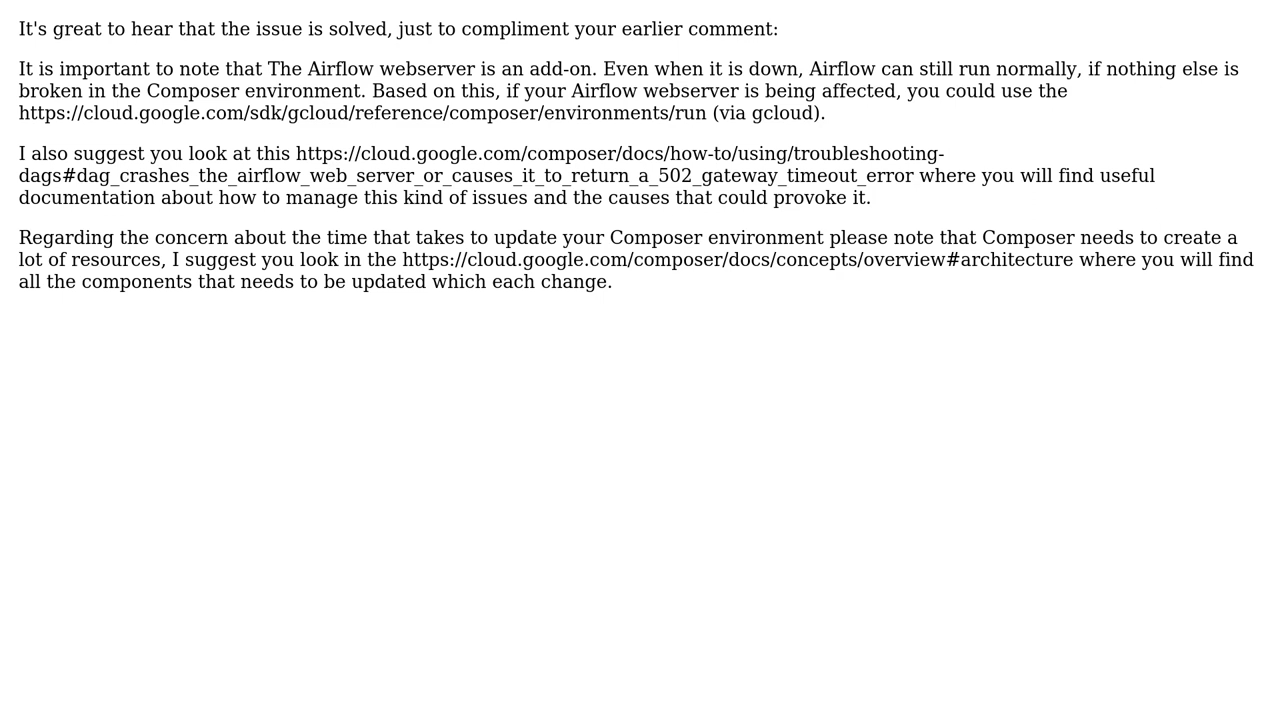 It's great to hear that the issue is solved, just to compliment your earlier comment:
It is important to note that The Airflow webserver is an add-on. Even when it is down, Airflow can still run normally, if nothing else is
broken in the Composer environment. Based on this, if your Airflow webserver is being affected, you could use the
https://cloud.google.com/sdk/gcloud/reference/composer/environments/run (via gcloud).
I also suggest you look at this https://cloud.google.com/composer/docs/how-to/using/troubleshooting-
dags#dag_crashes_the_airflow_web_server_or_causes_it_to_return_a_502_gateway_timeout_error where you will find useful
documentation about how to manage this kind of issues and the causes that could provoke it.
Regarding the concern about the time that takes to update your Composer environment please note that Composer needs to create a
lot of resources, I suggest you look in the https://cloud.google.com/composer/docs/concepts/overview#architecture where you will find
all the components that needs to be updated which each change.